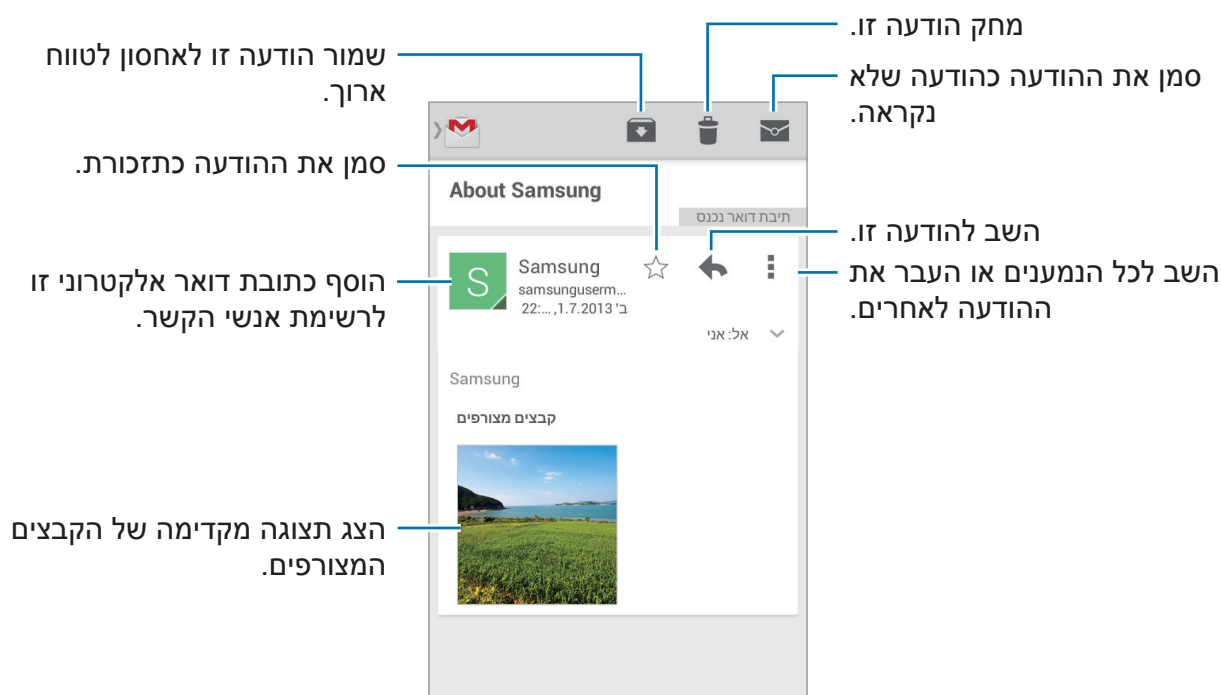 מחק הודעה זו.
שמור הודעה זו לאחסון לטווח
ארוך.
סמן את ההודעה כהודעה שלא
נקראה.
סמן את ההודעה כתזכורת.
About Samsung
תיבת דואר נכנס
השב להודעה זו.
השב לכל הנמענים או העבר את
ההודעה לאחרים.
הוסף כתובת דואר אלקטרוני זו
לרשימת אנשי הקשר.
S
Samsung
samsunguserm...
ב' 1.7.2013, ...:22
אל: אני
Samsung
קבצים מצורפים
הצג תצוגה מקדימה של הקבצים
המצורפים.